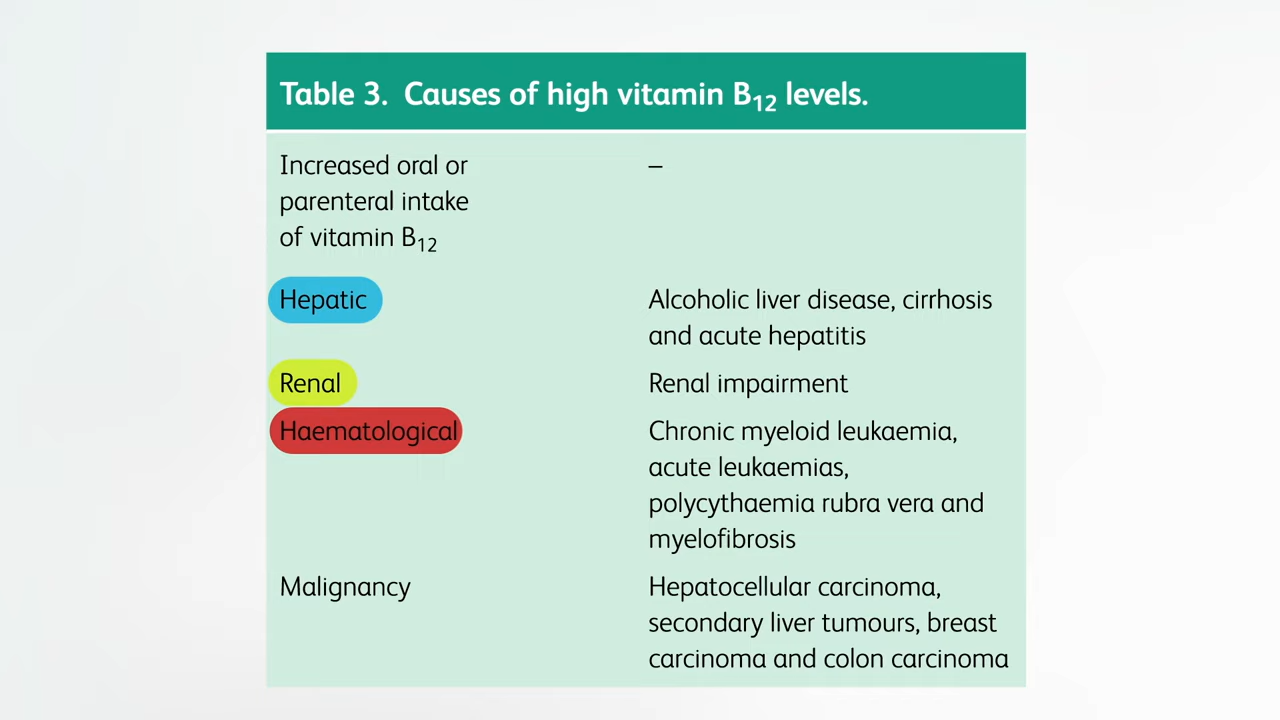 Table 3. Causes of high vitamin B12 levels.
Increased oral or
parenteral intake
of vitamin B12
–
Hepatic
Alcoholic liver disease, cirrhosis
and acute hepatitis
Renal
Renal impairment
Haematological
Chronic myeloid leukaemia,
acute leukaemias,
polycythaemia rubra vera and
myelofibrosis
Malignancy
Hepatocellular carcinoma,
secondary liver tumours, breast
carcinoma and colon carcinoma